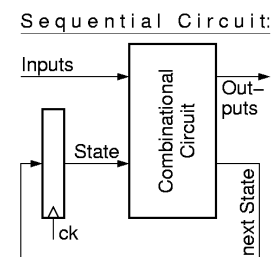 Sequential Circuit:
Inputs
Combinational
Circuit
Out–
puts
State
next State
ck